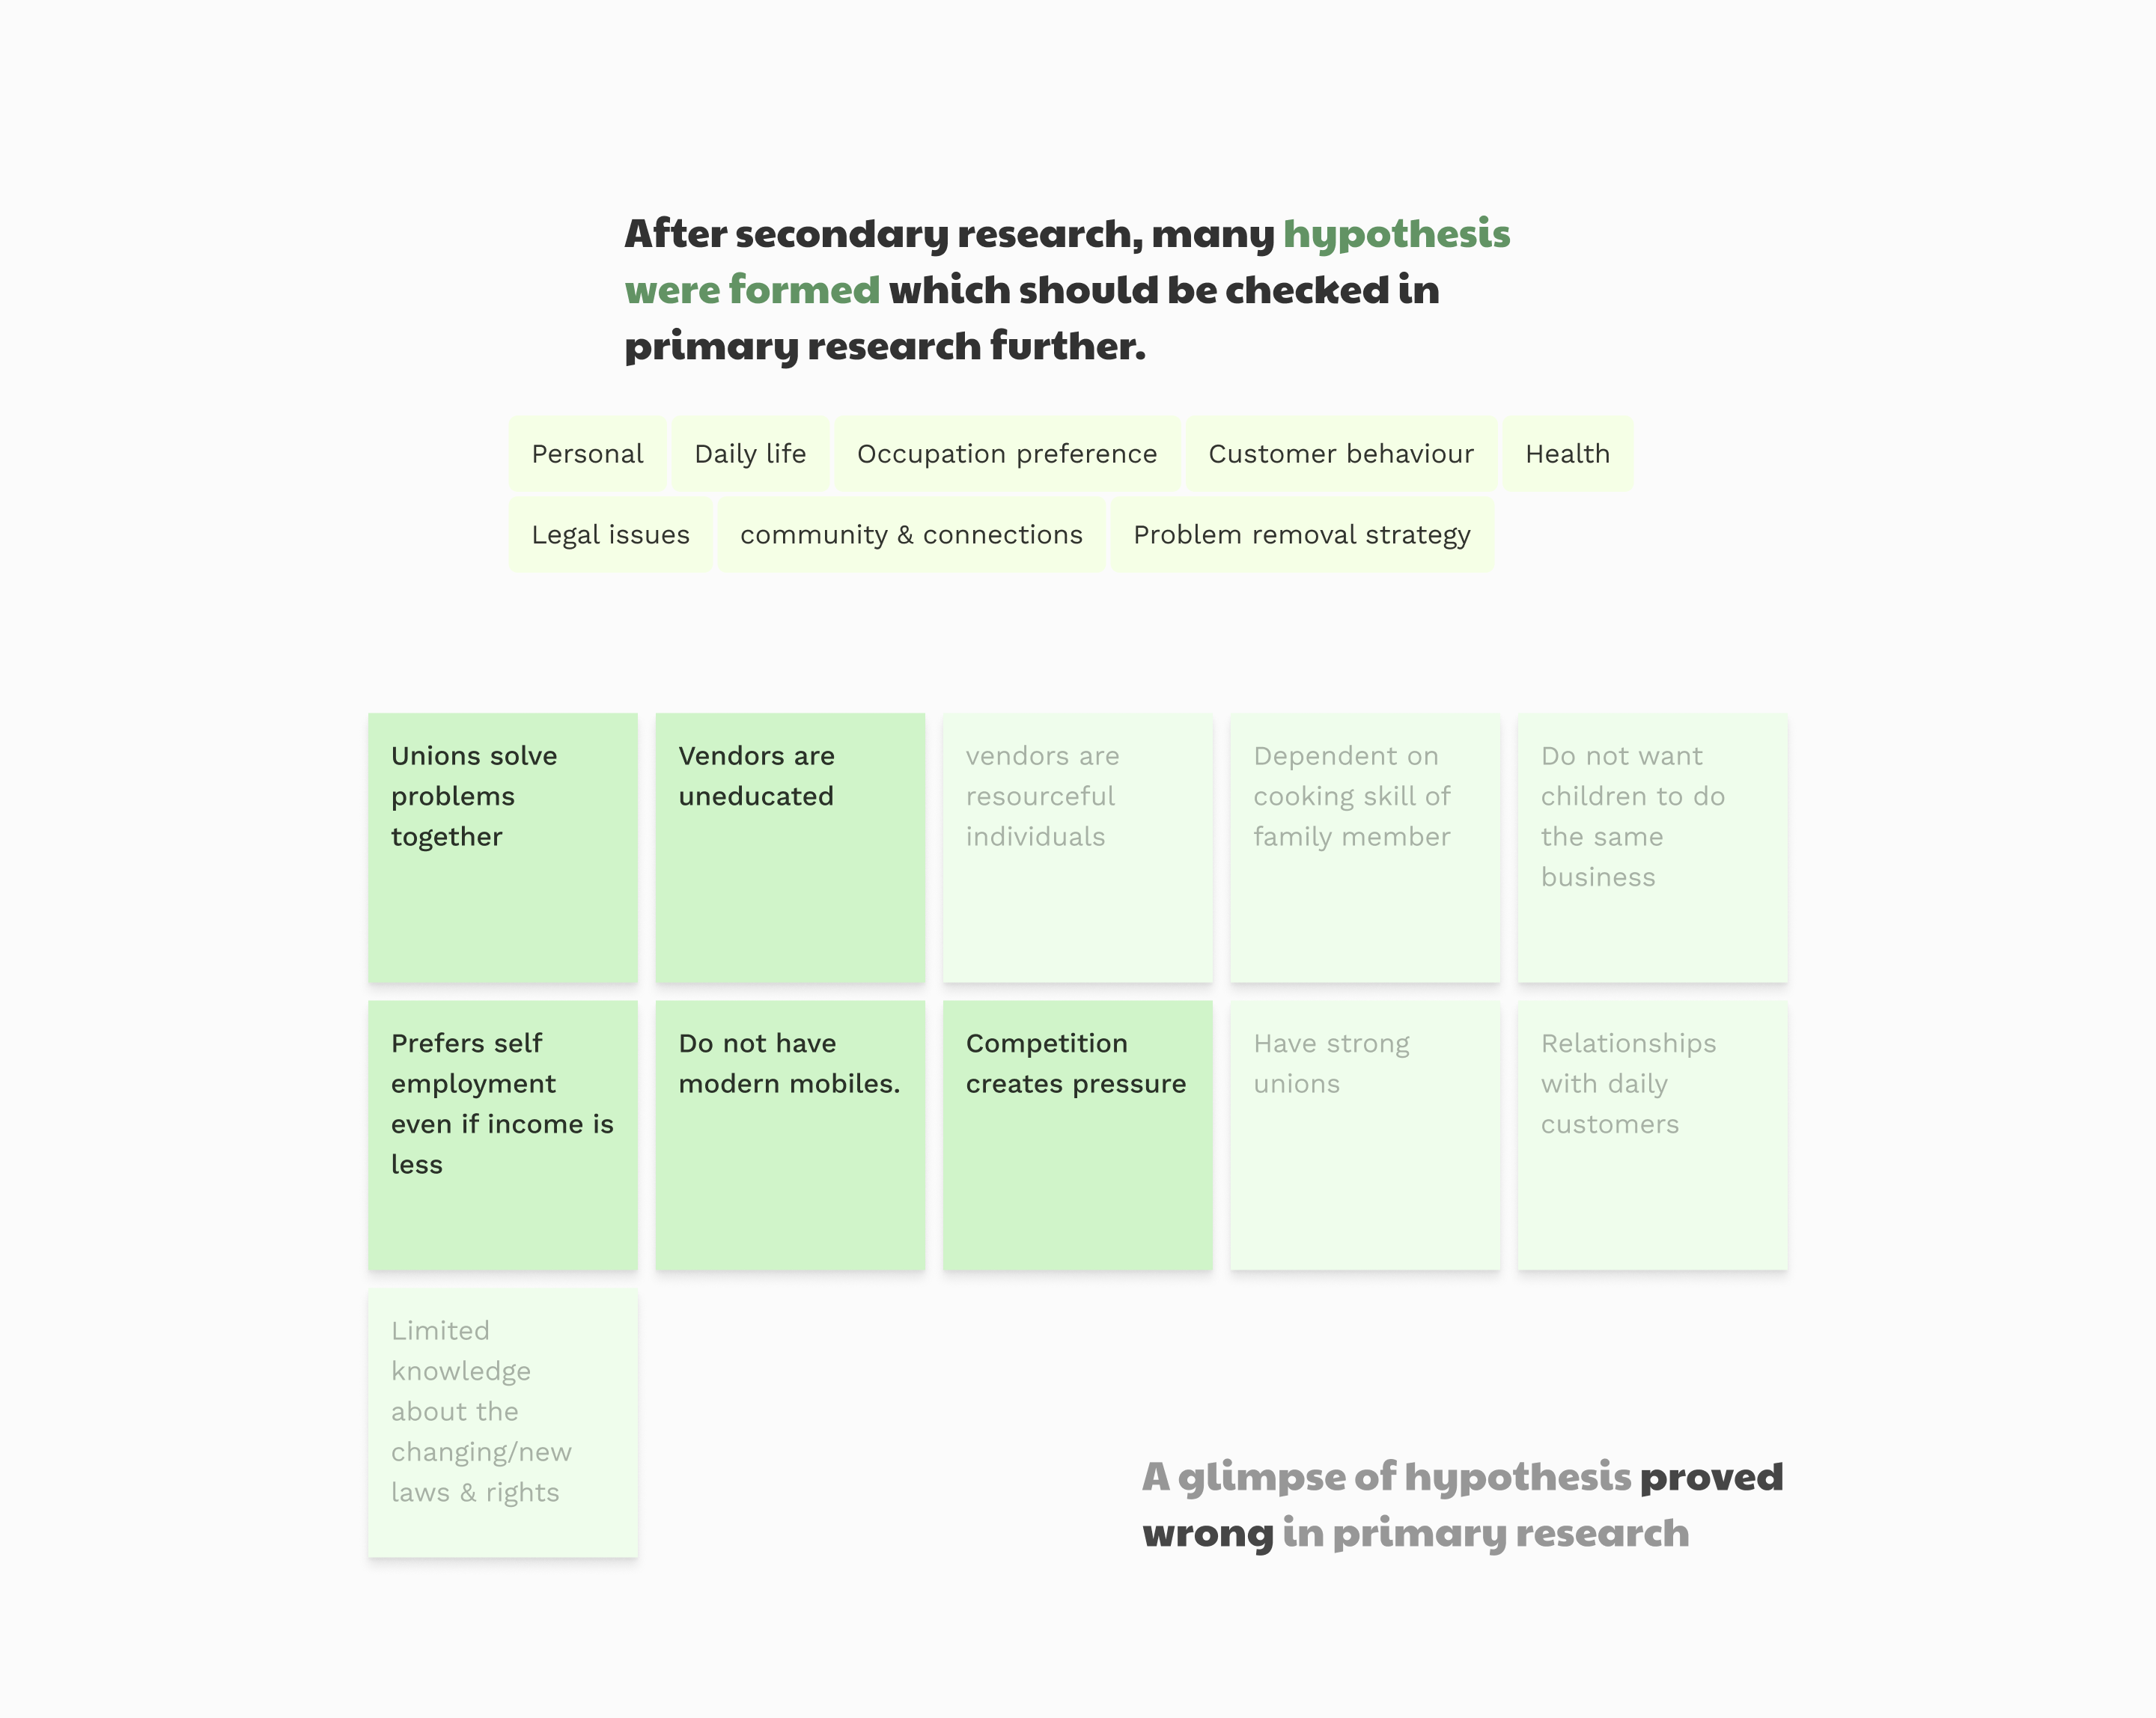 After secondary research, many hypothesis
were formed which should be checked in
primary research further.
Personal
Daily life
Occupation preference
Customer behaviour
Health
Legal issues
community & connections
Problem removal strategy
Unions solve
problems
together
Vendors are
uneducated
vendors are
resourceful
individuals
Dependent on
cooking skill of
family member
Do not want
children to do
the same
business
Prefers self
employment
even if income is
less
Do not have
modern mobiles.
Competition
creates pressure
Have strong
unions
Relationships
with daily
customers
Limited
knowledge
about the
changing/new
laws & rights
A glimpse of hypothesis proved
wrong in primary research